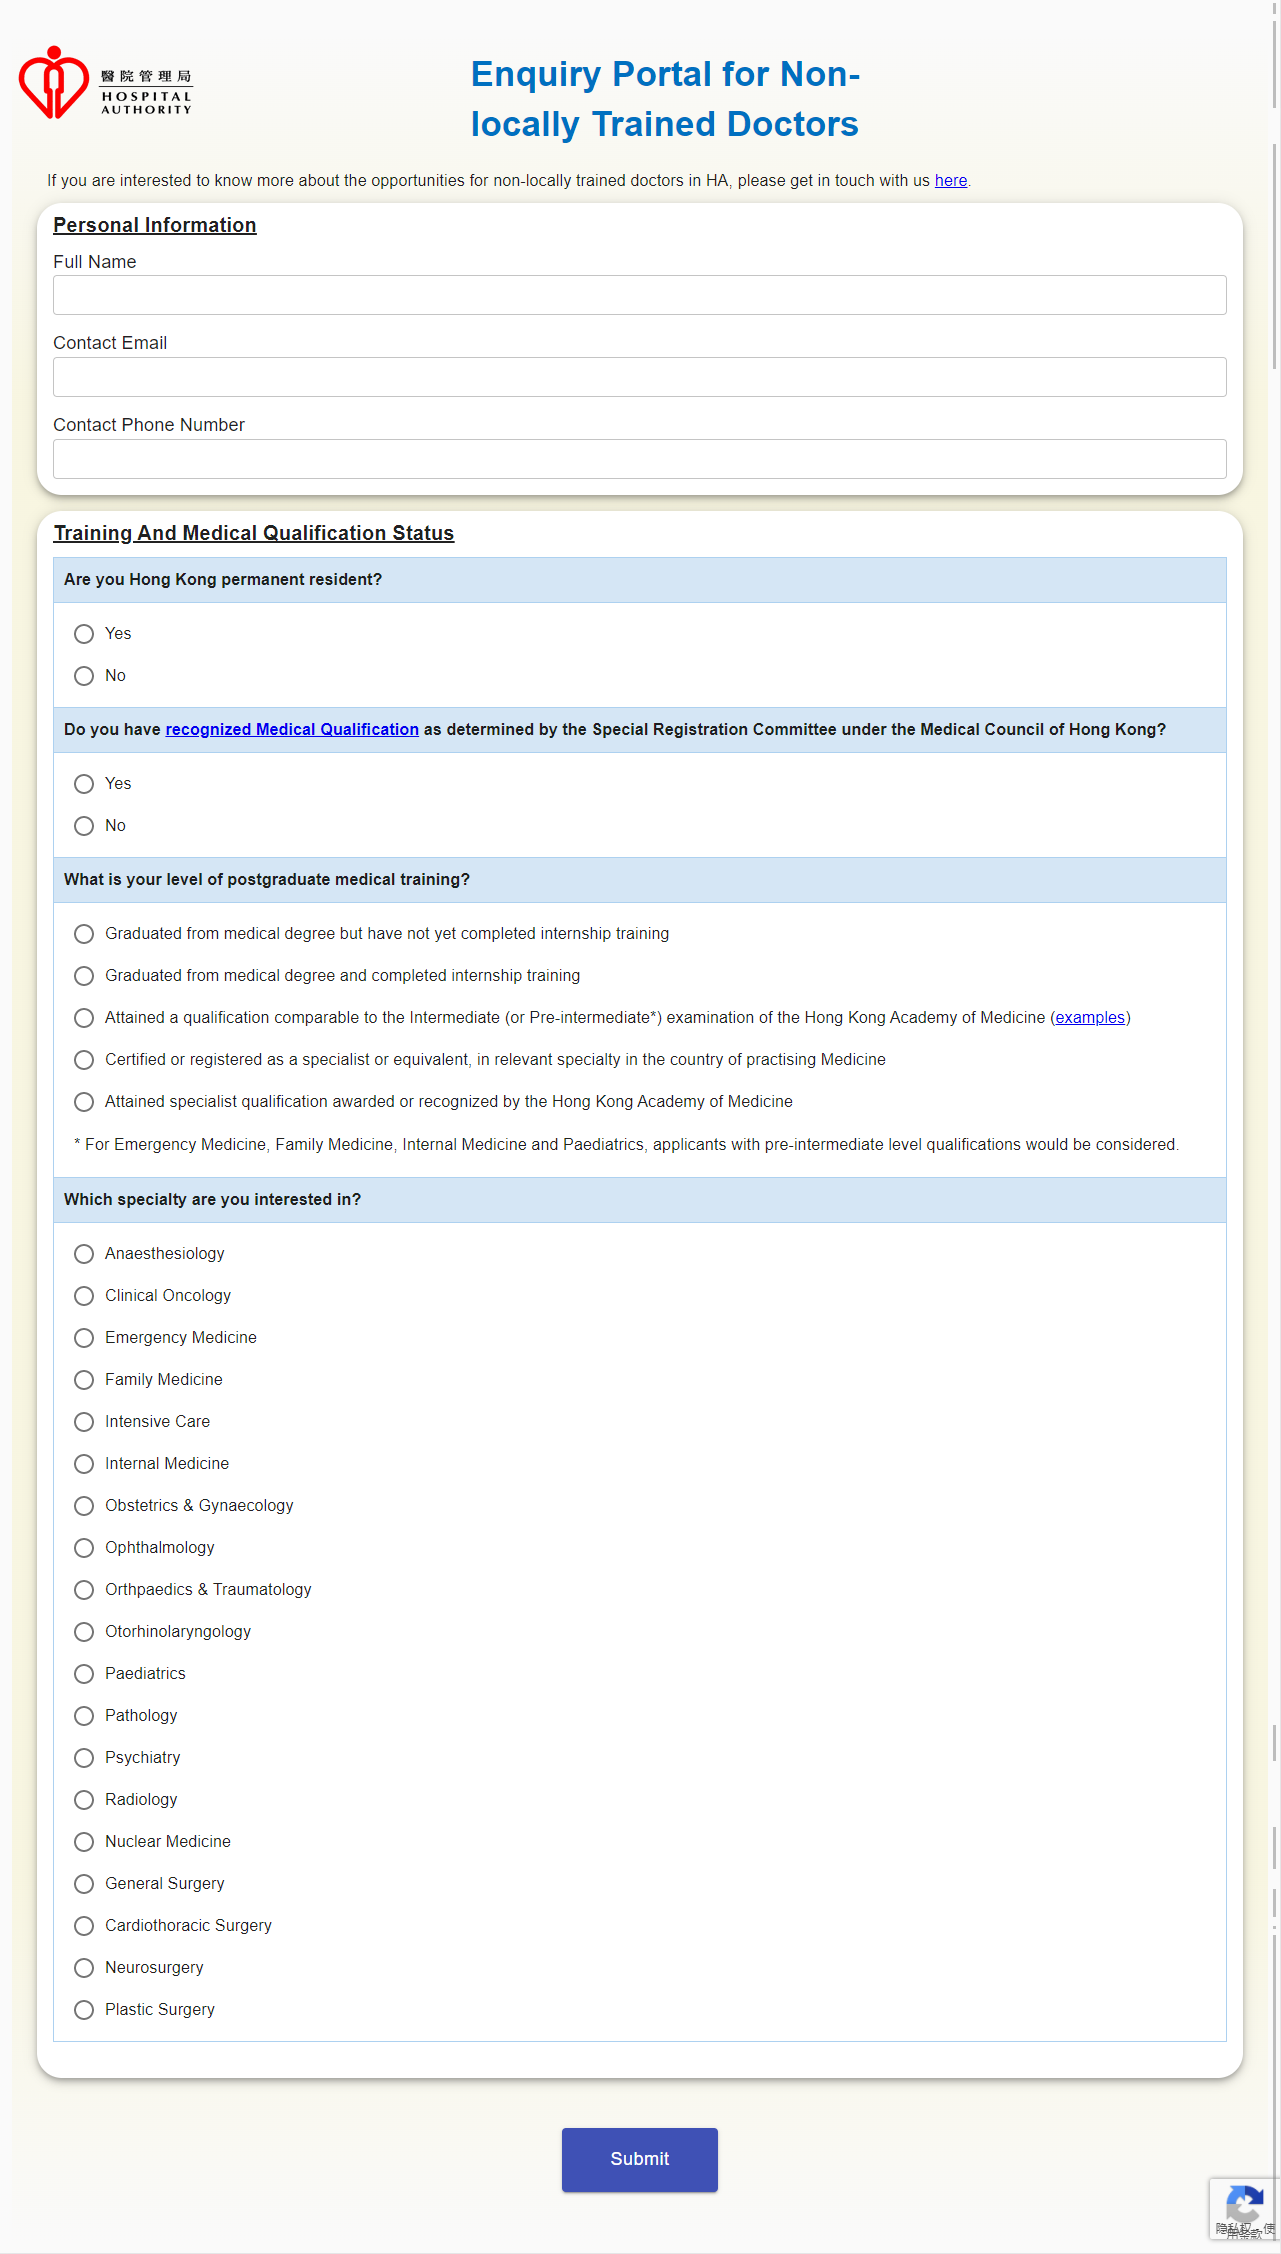 醫院管理局
HOSPITAL
AUTHORITY
Enquiry Portal for Non-
locally Trained Doctors
If you are interested to know more about the opportunities for non-locally trained doctors in HA, please get in touch with us here.
Personal Information
Full Name
Contact Email
Contact Phone Number
Training And Medical Qualification Status
Are you Hong Kong permanent resident?
Yes
No
Do you have recognized Medical Qualification as determined by the Special Registration Committee under the Medical Council of Hong Kong?
Yes
No
What is your level of postgraduate medical training?
Graduated from medical degree but have not yet completed internship training
Graduated from medical degree and completed internship training
Attained a qualification comparable to the Intermediate (or Pre-intermediate*) examination of the Hong Kong Academy of Medicine (examples)
Certified or registered as a specialist or equivalent, in relevant specialty in the country of practising Medicine
Attained specialist qualification awarded or recognized by the Hong Kong Academy of Medicine
* For Emergency Medicine, Family Medicine, Internal Medicine and Paediatrics, applicants with pre-intermediate level qualifications would be considered.
Which specialty are you interested in?
Anaesthesiology
Clinical Oncology
Emergency Medicine
Family Medicine
Intensive Care
Internal Medicine
Obstetrics & Gynaecology
Ophthalmology
Orthpaedics & Traumatology
Otorhinolaryngology
Paediatrics
Pathology
Psychiatry
Radiology
Nuclear Medicine
General Surgery
Cardiothoracic Surgery
Neurosurgery
Plastic Surgery
Submit
隐私权 - 使
用条款